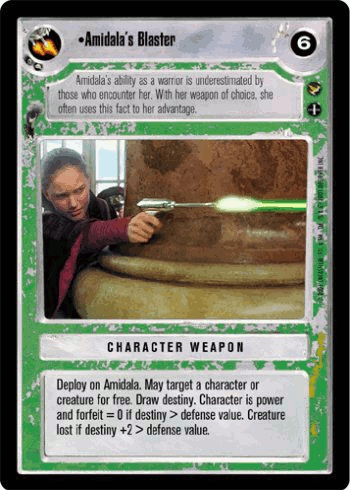 •Amidala's Blaster
6
Amidala's ability as a warrior is underestimated by
those who encounter her. With her weapon of choice, she
often uses this fact to her advantage.
CHARACTER WEAPON
Deploy on Amidala. May target a character or
creature for free. Draw destiny. Character is power
and forfeit = 0 if destiny > defense value. Creature
lost if destiny +2 > defense value.